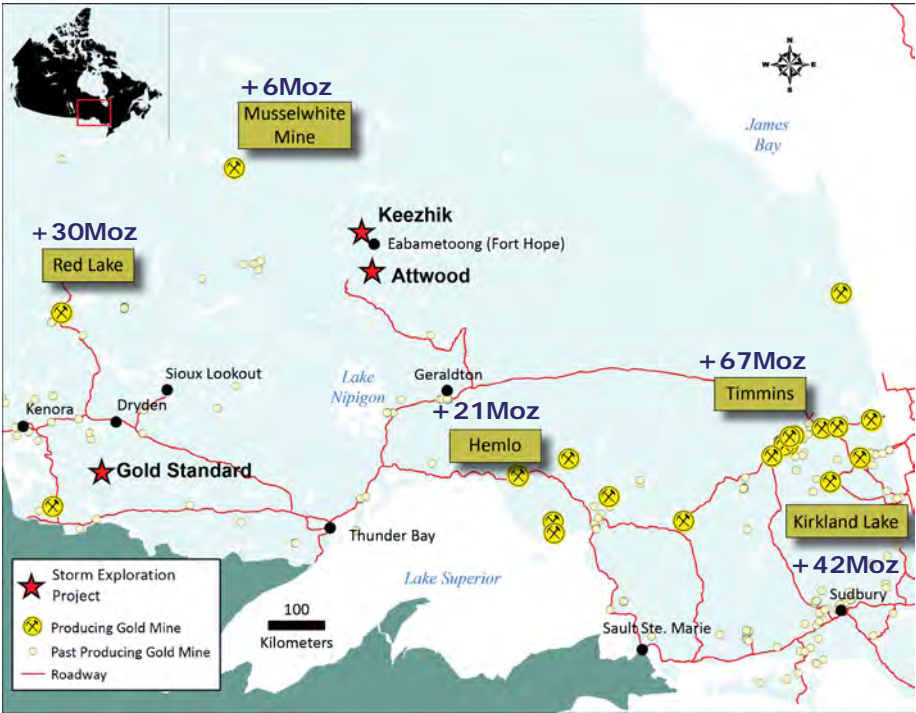 +6Moz
Musselwhite
Mine
N
W
E
S
James
Bay
Keezhik
Eabametoong (Fort Hope)
Attwood
+30Moz
Red Lake
Sioux Lookout
Kenora
Dryden
Gold Standard
Lake
Nipigon
Geraldton
+21Moz
Hemlo
+67Moz
Timmins
Kirkland Lake
+42Moz
Sudbury
Thunder Bay
Lake Superior
Sault Ste. Marie
100
Kilometers
Storm Exploration
Project
Producing Gold Mine
Past Producing Gold Mine
Roadway